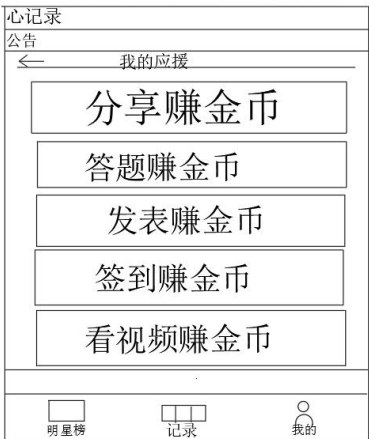 心记录
公告
我的应援
分享赚金币
答题赚金币
发表赚金币
签到赚金币
看视频赚金币
明星榜 记录 我的